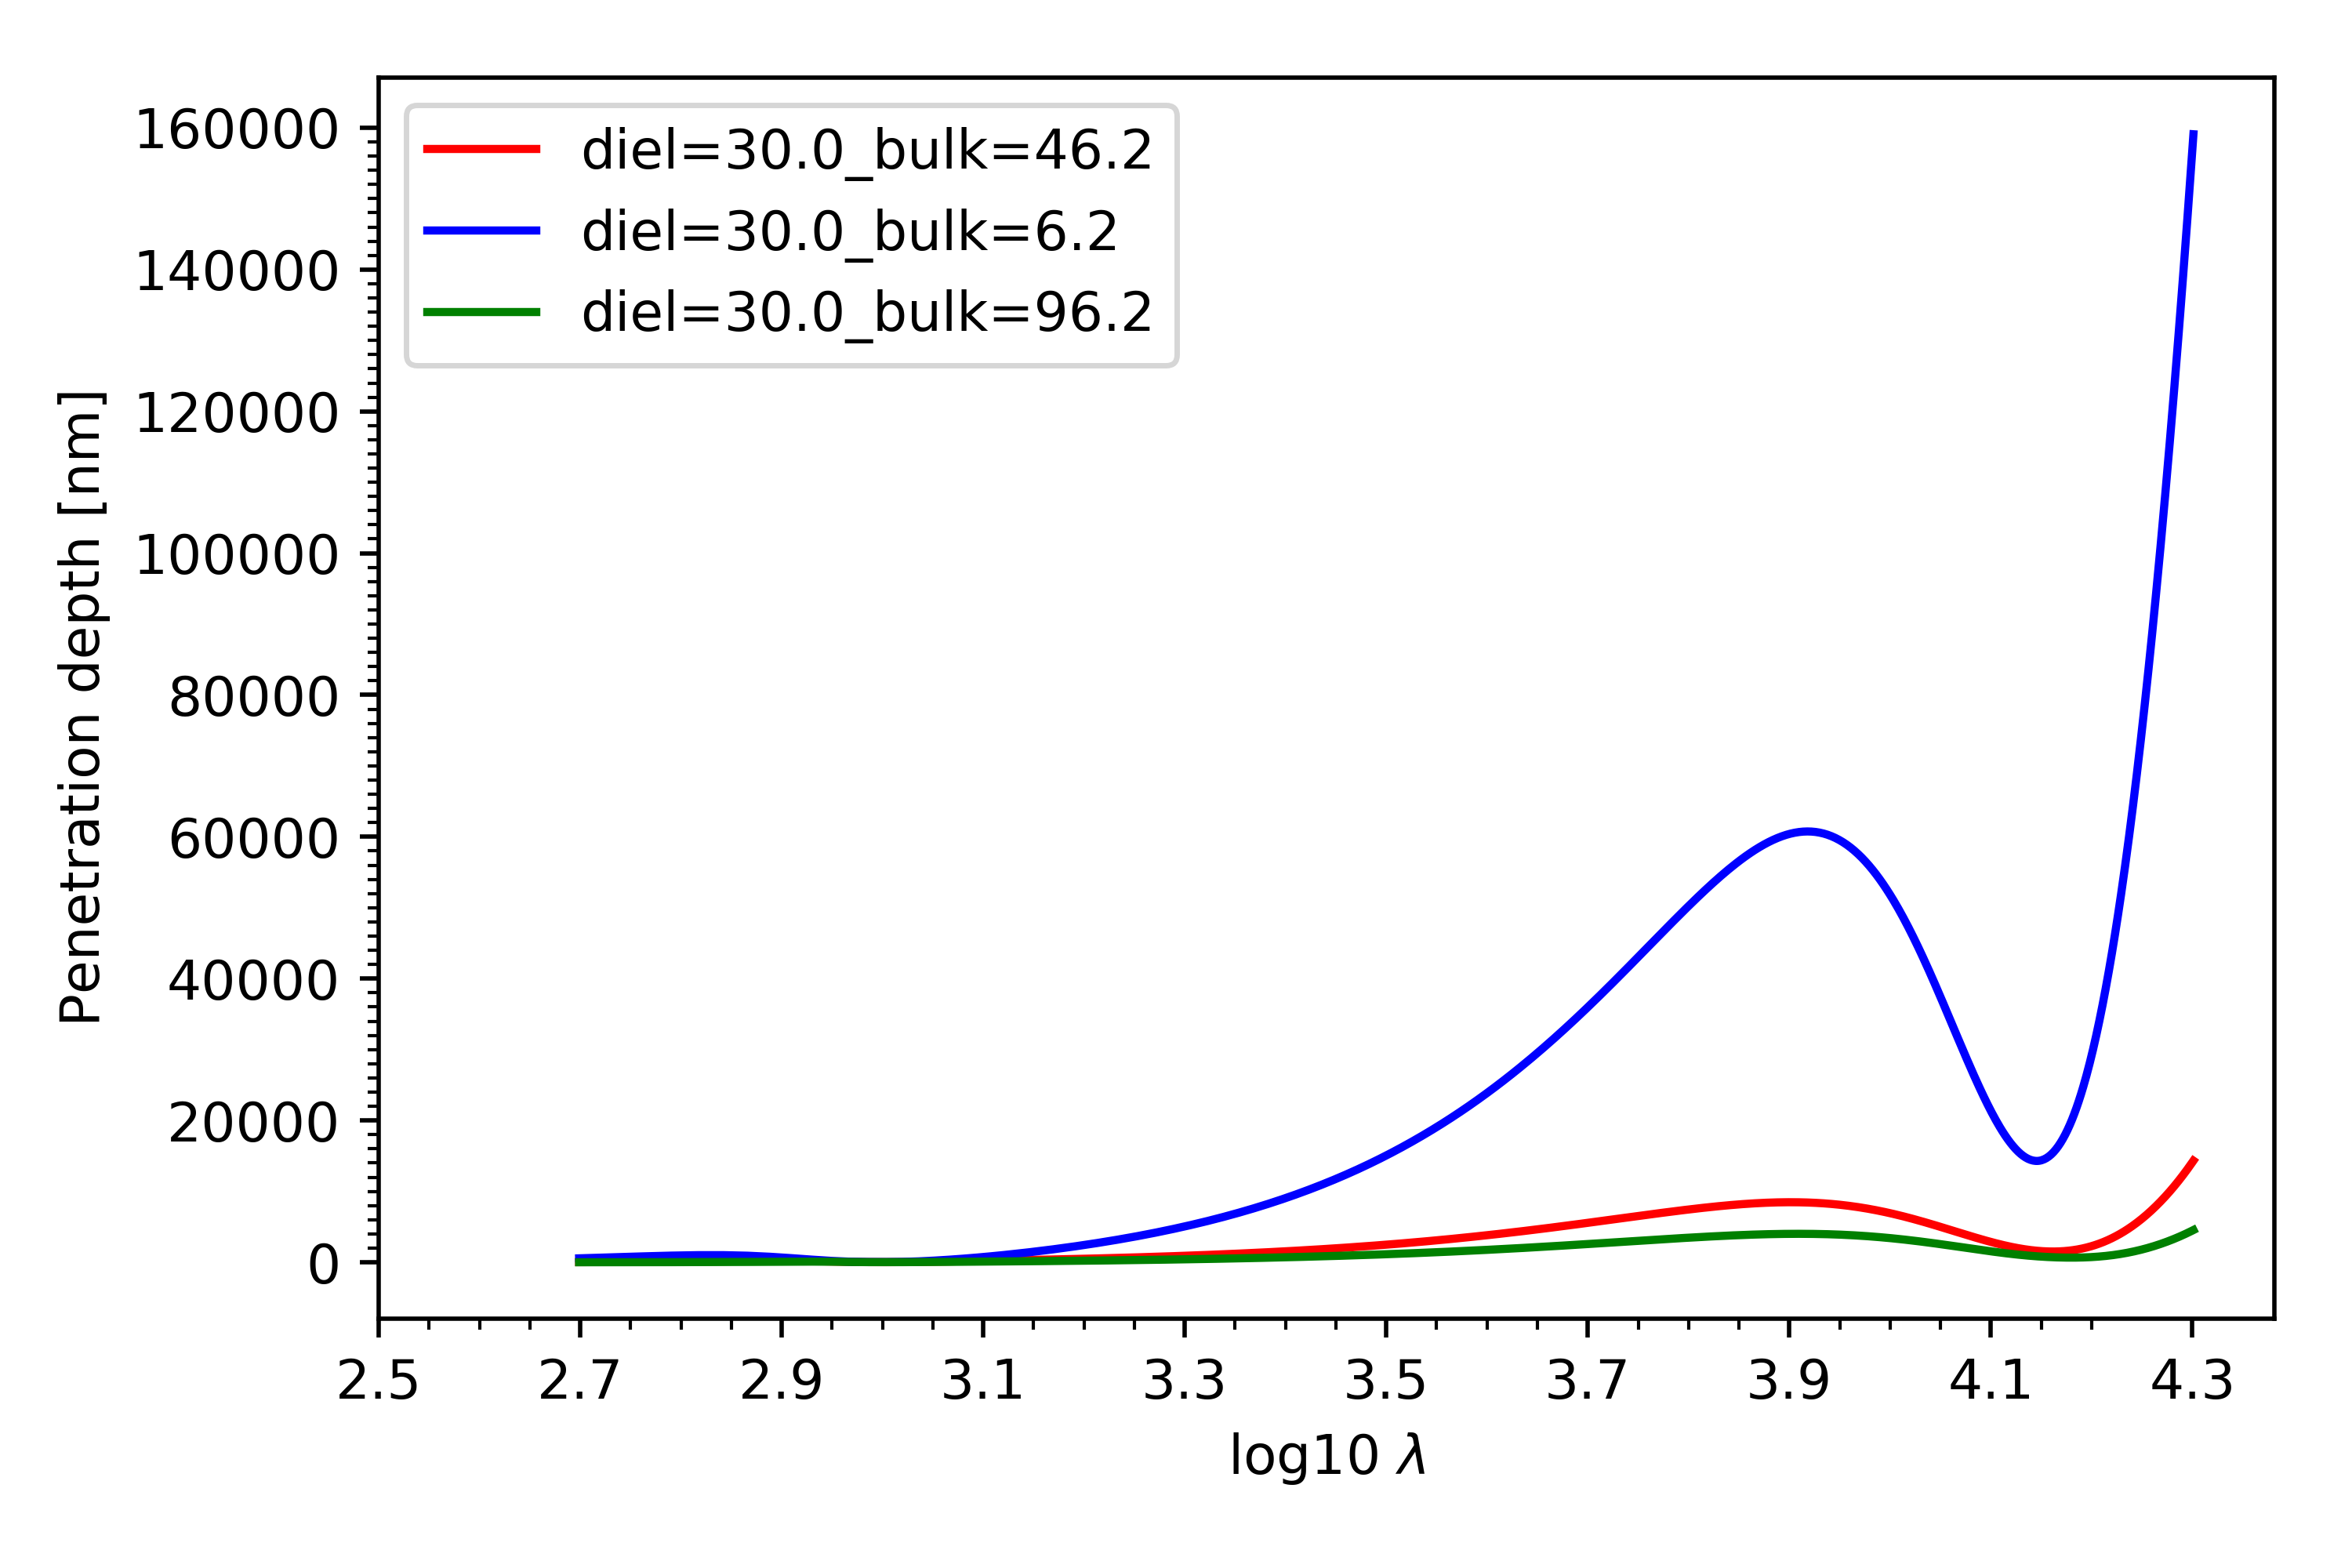 160000
140000
120000
100000
80000
60000
40000
20000
0
Penetration depth [nm]
diel=30.0_bulk=46.2
diel=30.0_bulk=6.2
diel=30.0_bulk=96.2
2.5 2.7 2.9 3.1 3.3 3.5 3.7 3.9 4.1 4.3
log10 λ